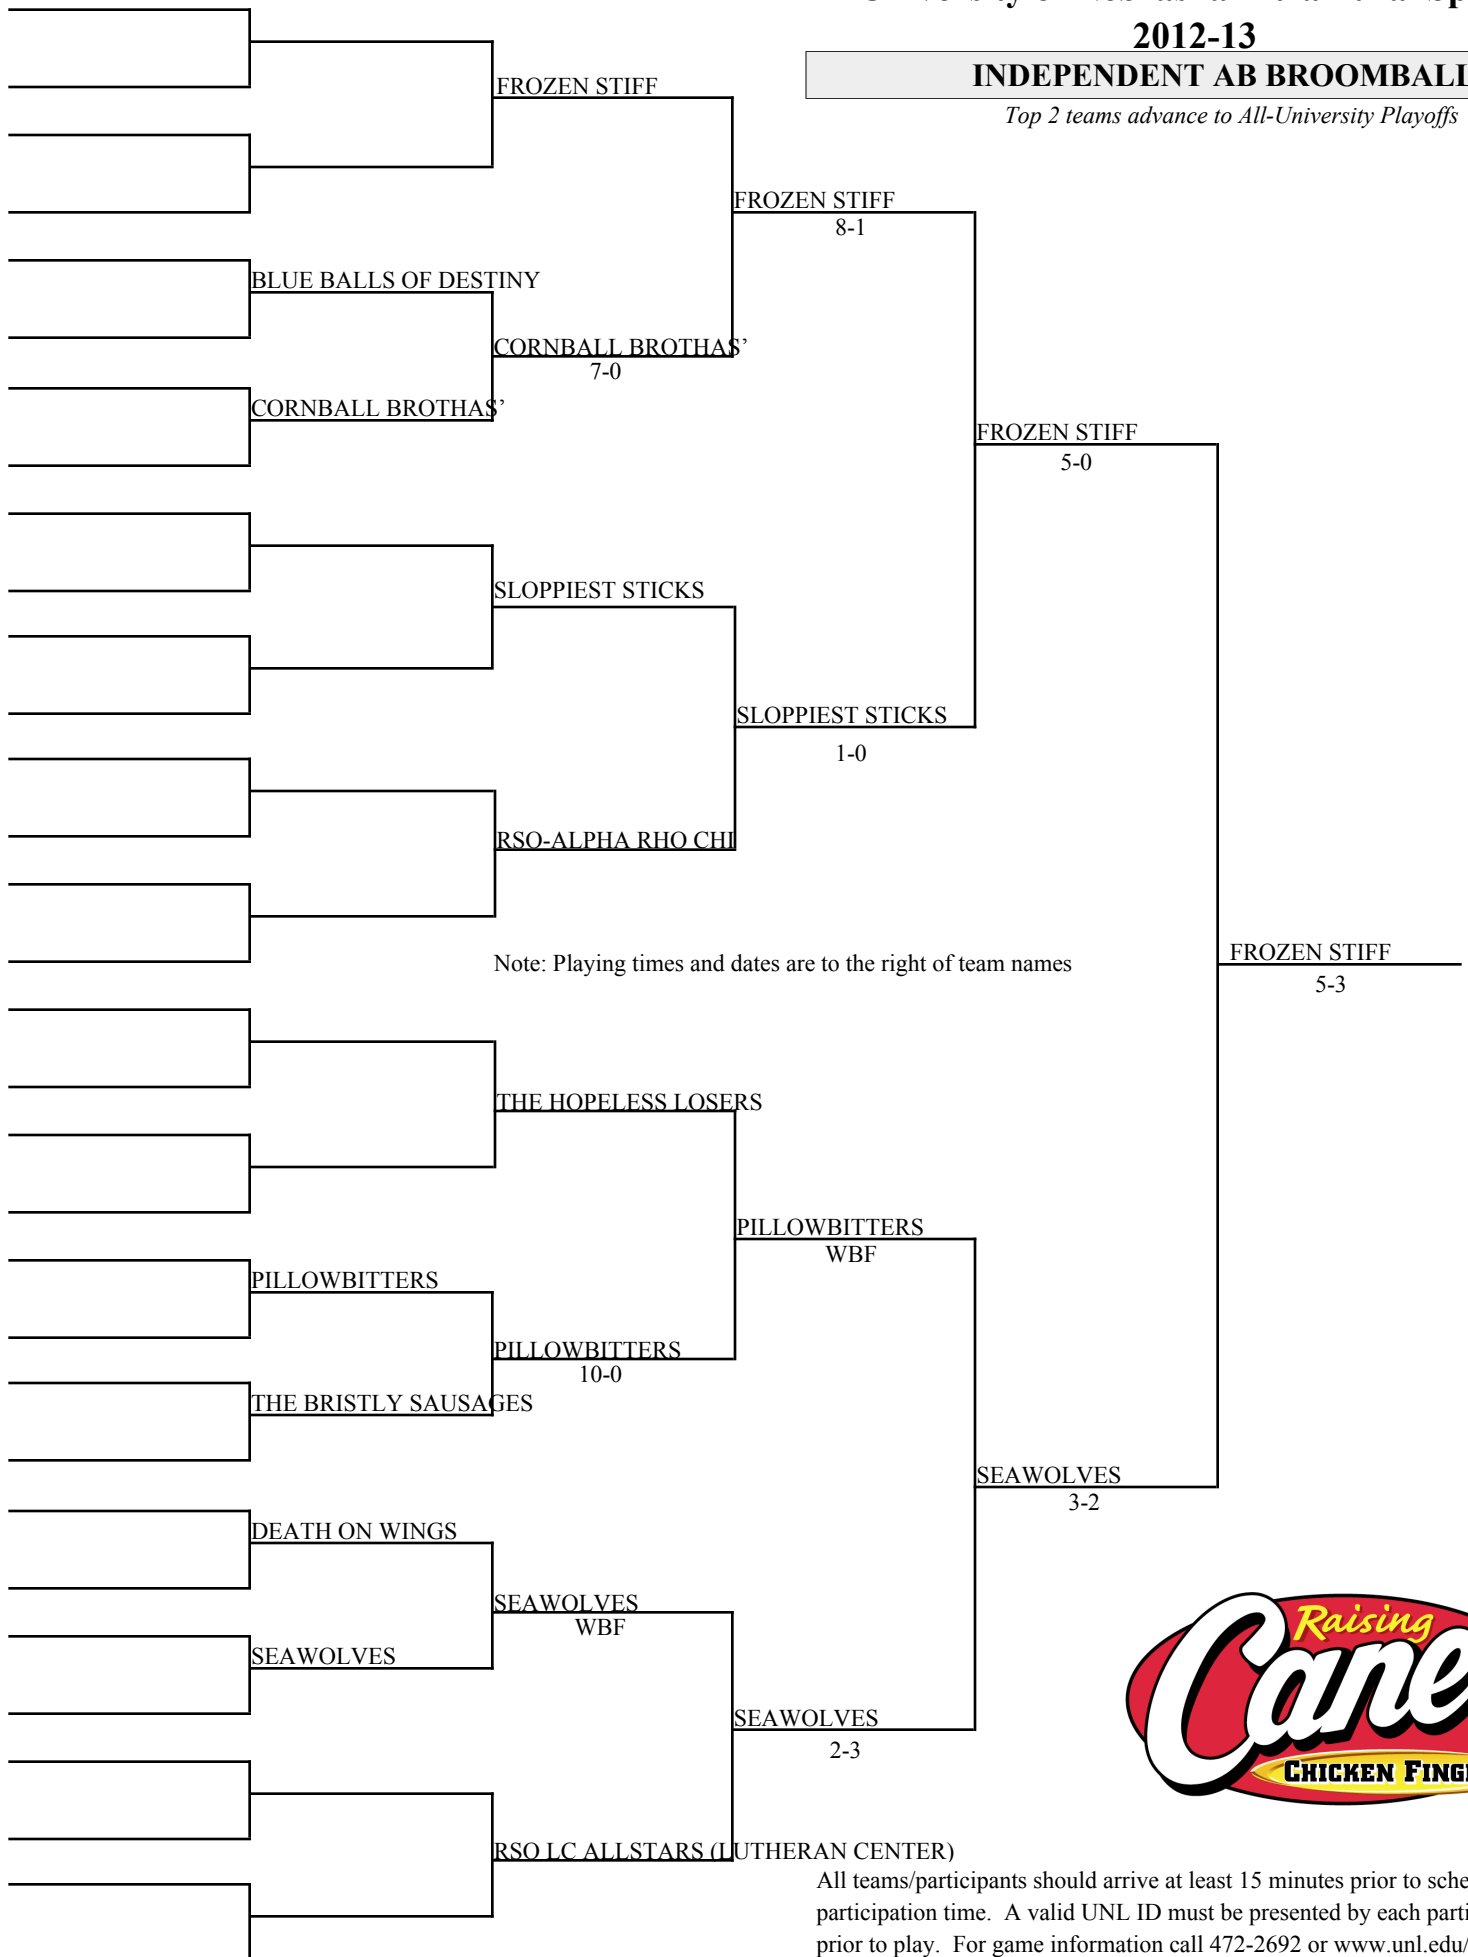 2012-13
INDEPENDENT AB BROOMBALL
Top 2 teams advance to All-University Playoffs
FROZEN STIFF
FROZEN STIFF
8-1
BLUE BALLS OF DESTINY
CORNBALL BROTHAS’
7-0
CORNBALL BROTHAS’
FROZEN STIFF
5-0
SLOPPIEST STICKS
SLOPPIEST STICKS
1-0
RSO-ALPHA RHO CHI
Note: Playing times and dates are to the right of team names
FROZEN STIFF
5-3
THE HOPELESS LOSERS
PILLOWBITTERS
WBF
PILLOWBITTERS
PILLOWBITTERS
10-0
THE BRISTLY SAUSAGES
SEAWOLVES
3-2
DEATH ON WINGS
SEAWOLVES
WBF
SEAWOLVES
SEAWOLVES
2-3
Raising
Cane
CHICKEN FING
RSO LC ALLSTARS (LUTHERAN CENTER)
All teams/participants should arrive at least 15 minutes prior to sche
participation time.  A valid UNL ID must be presented by each parti
prior to play.  For game information call 472-2692 or www.unl.edu/